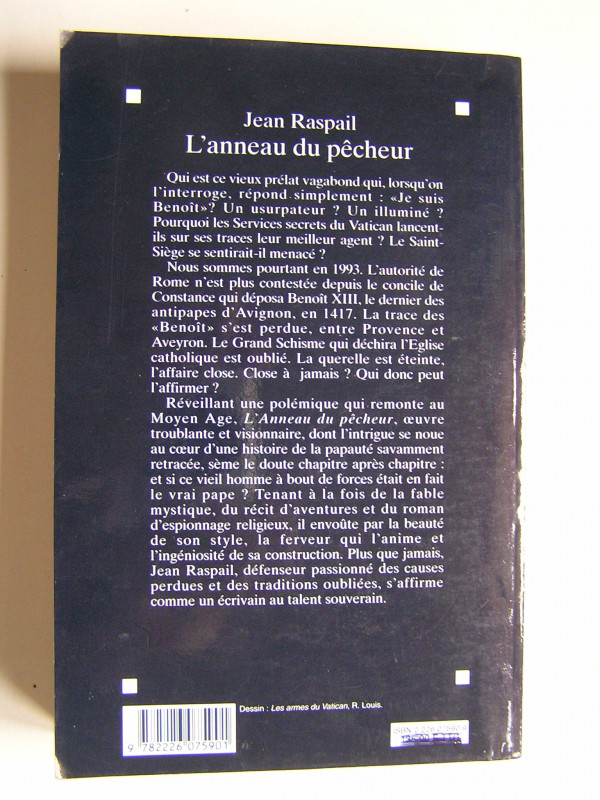 Jean Raspail
L'anneau du pêcheur
Qui est ce vieux prélat vagabond qui, lorsqu'on
l'interroge, répond simplement : «Je suis
Benoît»? Un usurpateur ? Un illuminé ?
Pourquoi les Services secrets du Vatican lancent-
ils sur ses traces leur meilleur agent ? Le Saint-
Siège se sentirait-il menacé ?
Nous sommes pourtant en 1993. L'autorité de
Rome n'est plus contestée depuis le concile de
Constance qui déposa Benoît XIII, le dernier des
antipapes d'Avignon, en 1417. La trace des
«Benoît» s'est perdue, entre Provence et
Aveyron. Le Grand Schisme qui déchira l'Eglise
catholique est oublié. La querelle est éteinte,
l'affaire close. Close à jamais ? Qui donc peut
l'affirmer ?
Réveillant une polémique qui remonte au
Moyen Age, L'Anneau du pêcheur, œuvre
troublante et visionnaire, dont l'intrigue se noue
au cœur d'une histoire de la papauté savamment
retracée, sème le doute chapitre après chapitre :
et si ce vieil homme à bout de forces était en fait
le vrai pape ? Tenant à la fois de la fable
mystique, du récit d'aventures et du roman
d'espionnage religieux, il envoûte par la beauté
de son style, la ferveur qui l'anime et
l'ingéniosité de sa construction. Plus que jamais,
Jean Raspail, défenseur passionné des causes
perdues et des traditions oubliées, s'affirme
comme un écrivain au talent souverain.
Dessin : Les armes du Vatican, R. Louis.
9 782226 075901
ISBN